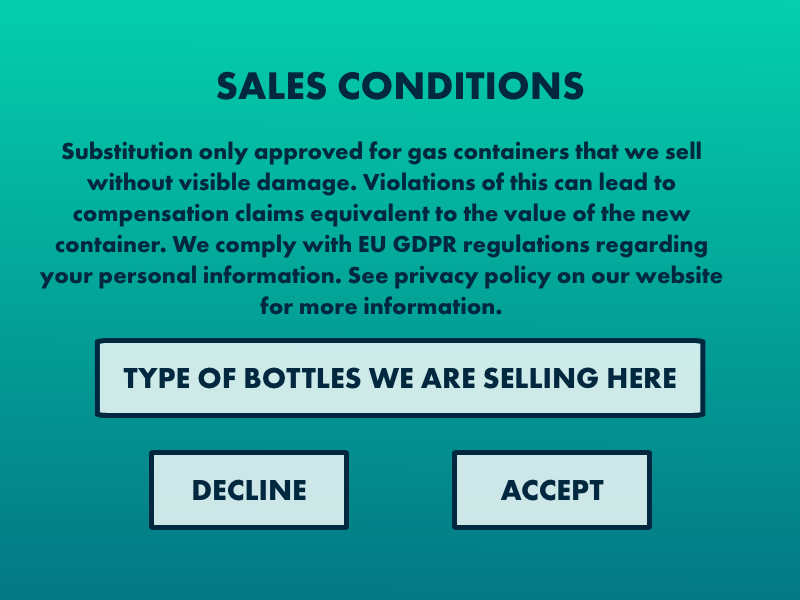 SALES CONDITIONS
Substitution only approved for gas containers that we sell
without visible damage. Violations of this can lead to
compensation claims equivalent to the value of the new
container. We comply with EU GDPR regulations regarding
your personal information. See privacy policy on our website
for more information.
TYPE OF BOTTLES WE ARE SELLING HERE
DECLINE
ACCEPT